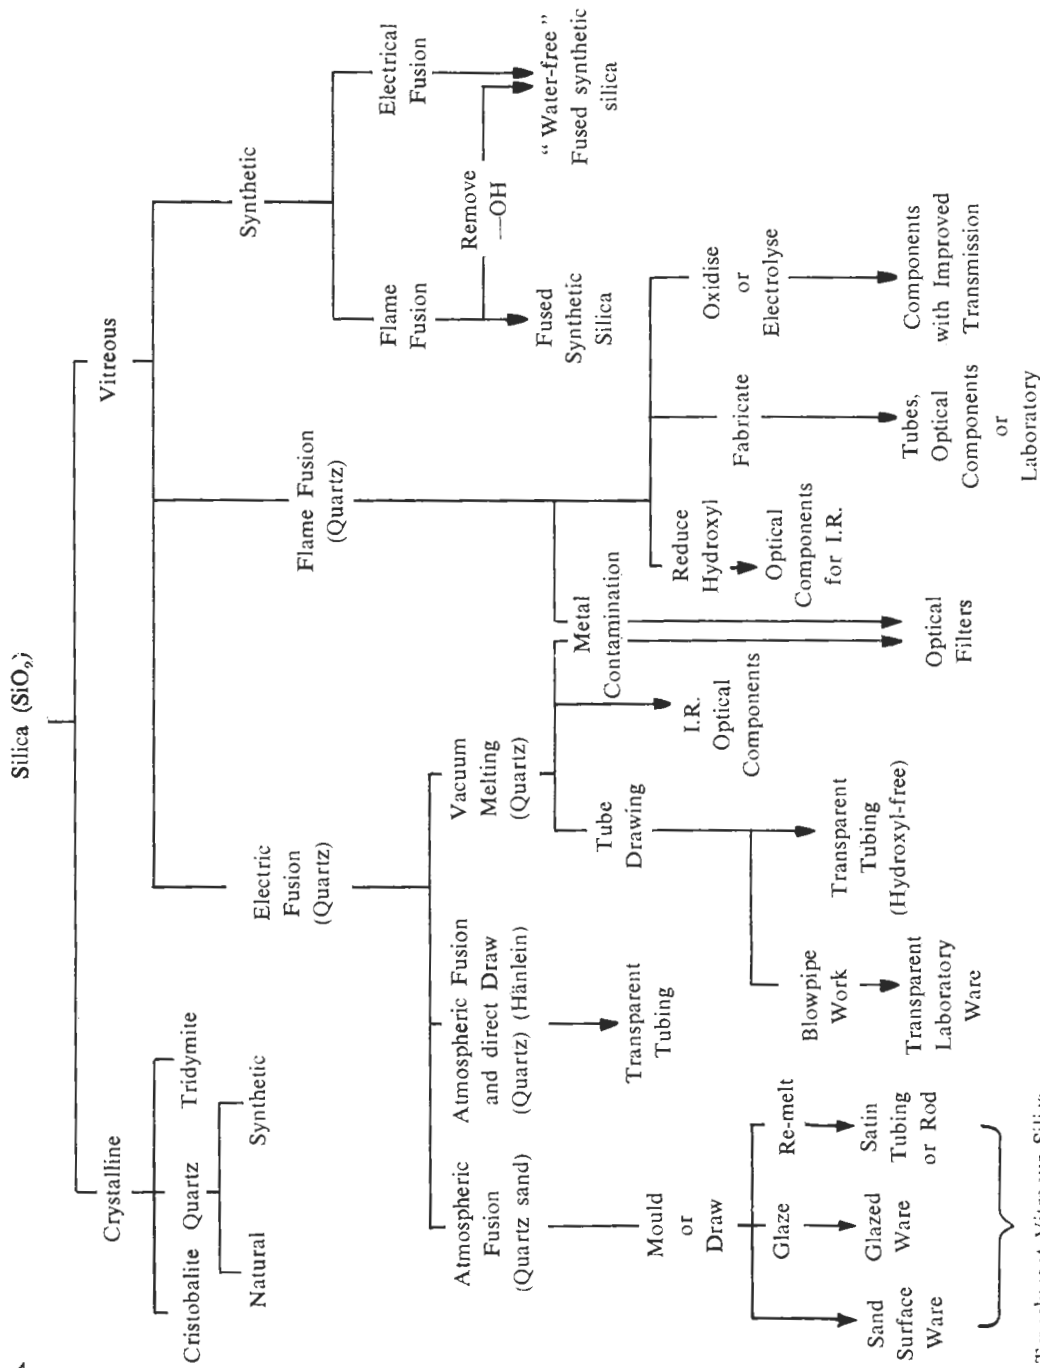 Silica (SiO₂)
Crystalline
Vitreous
Cristobalite
Quartz
Tridymite
Natural
Synthetic
Electric
Fusion
(Quartz)
Flame Fusion
(Quartz)
Synthetic
Atmospheric
Fusion
(Quartz sand)
Atmospheric Fusion
and direct Draw
(Quartz) (Hänlein)
Vacuum
Melting
(Quartz)
Flame
Fusion
Electrical
Fusion
Remove
—OH
Fused
Synthetic
Silica
“Water-free”
Fused synthetic
silica
Mould
or
Draw
Transparent
Tubing
Tube
Drawing
I.R.
Optical
Components
Metal
Contamination
Reduce
Hydroxyl
Fabricate
Oxidise
or
Electrolyse
Optical
Components
for I.R.
Glaze
Re-melt
Sand
Surface
Ware
Glazed
Ware
Satin
Tubing
or Rod
Blowpipe
Work
Transparent
Laboratory
Ware
Transparent
Tubing
(Hydroxyl-free)
Optical
Filters
Tubes,
Optical
Components
or
Laboratory
Components
with Improved
Transmission